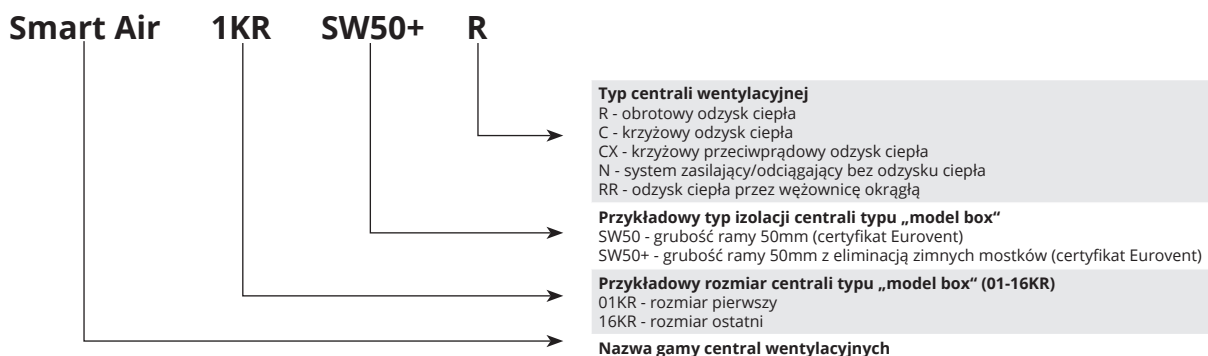 Smart Air 1KR SW50+ R
Typ centrali wentylacyjnej
R - obrotowy odzysk ciepła
C - krzyżowy odzysk ciepła
CX - krzyżowy przeciwprądowy odzysk ciepła
N - system zasilający/odciągający bez odzysku ciepła
RR - odzysk ciepła przez wężownicę okrągłą
Przykładowy typ izolacji centrali typu „model box“
SW50 - grubość ramy 50mm (certyfikat Eurovent)
SW50+ - grubość ramy 50mm z eliminacją zimnych mostków (certyfikat Eurovent)
Przykładowy rozmiar centrali typu „model box“ (01-16KR)
01KR - rozmiar pierwszy
16KR - rozmiar ostatni
Nazwa gamy central wentylacyjnych